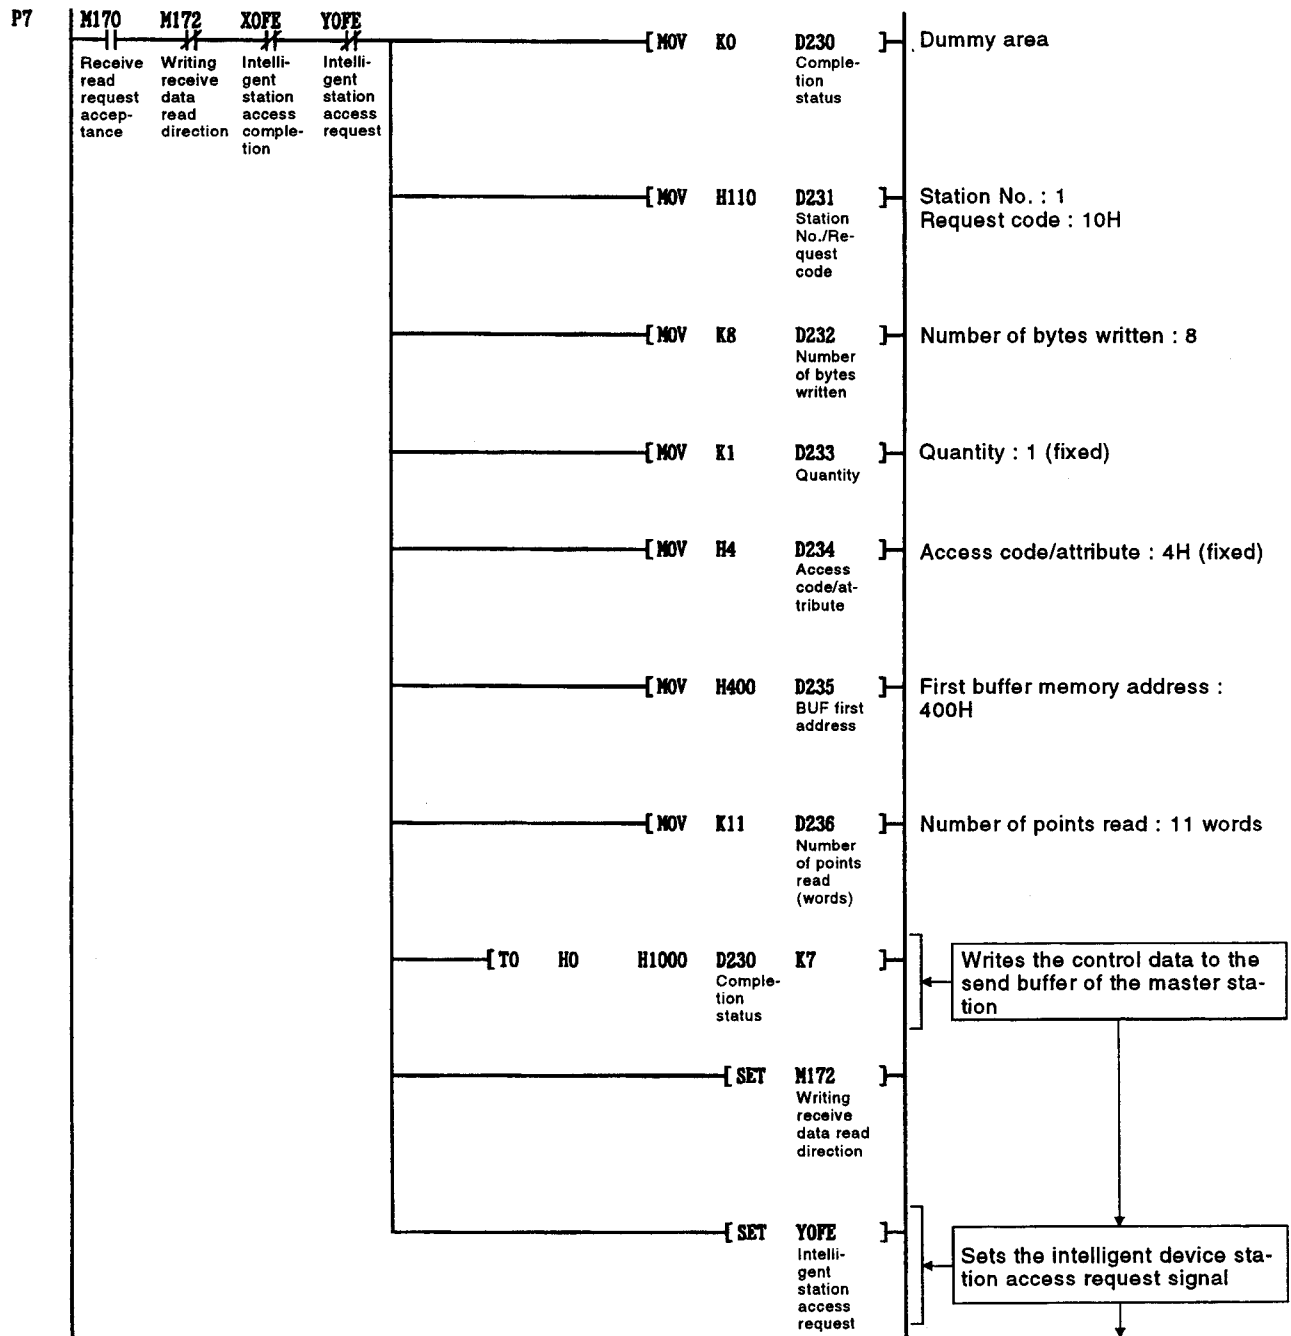 P7
M170 M172 X0FE Y0FE
Receive read request accep- tance
Writing receive data read direction
Intelli- gent station access comple- tion
Intelli- gent station access request
[ MOV K0 D230 ] Dummy area
Comple-
tion
status
[ MOV H110 D231 ] Station No. : 1
Request code : 10H
Station
No./Re-
quest
code
[ MOV K8 D232 ] Number of bytes written : 8
Number
of bytes
written
[ MOV K1 D233 ] Quantity : 1 (fixed)
Quantity
[ MOV H4 D234 ] Access code/attribute : 4H (fixed)
Access
code/at-
tribute
[ MOV H400 D235 ] First buffer memory address :
400H
BUF first
address
[ MOV K11 D236 ] Number of points read : 11 words
Number
of points
read
(words)
[ TO H0 H1000 D230 K7 ]
Comple-
tion
status
Writes the control data to the
send buffer of the master sta-
tion
[ SET M172 ]
Writing
receive
data read
direction
[ SET Y0FE ]
Intelli-
gent
station
access
request
Sets the intelligent device sta-
tion access request signal